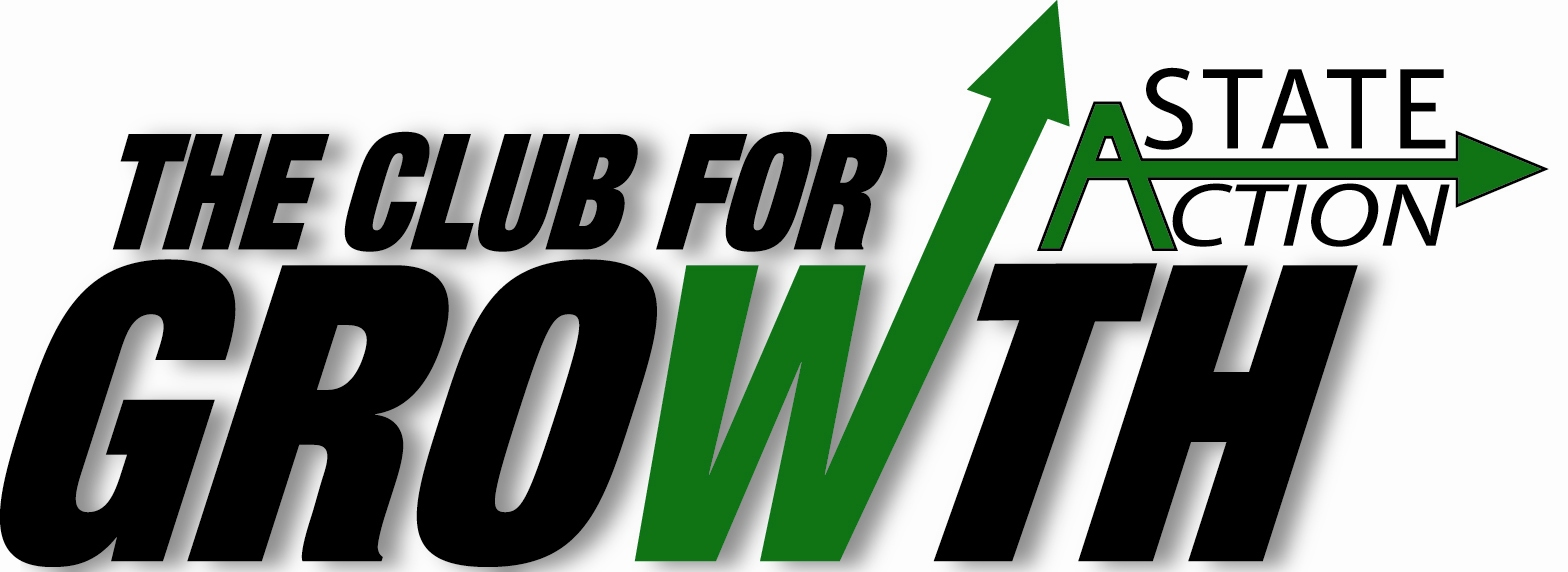 THE CLUB FOR
GROWTH
STATE
ACTION